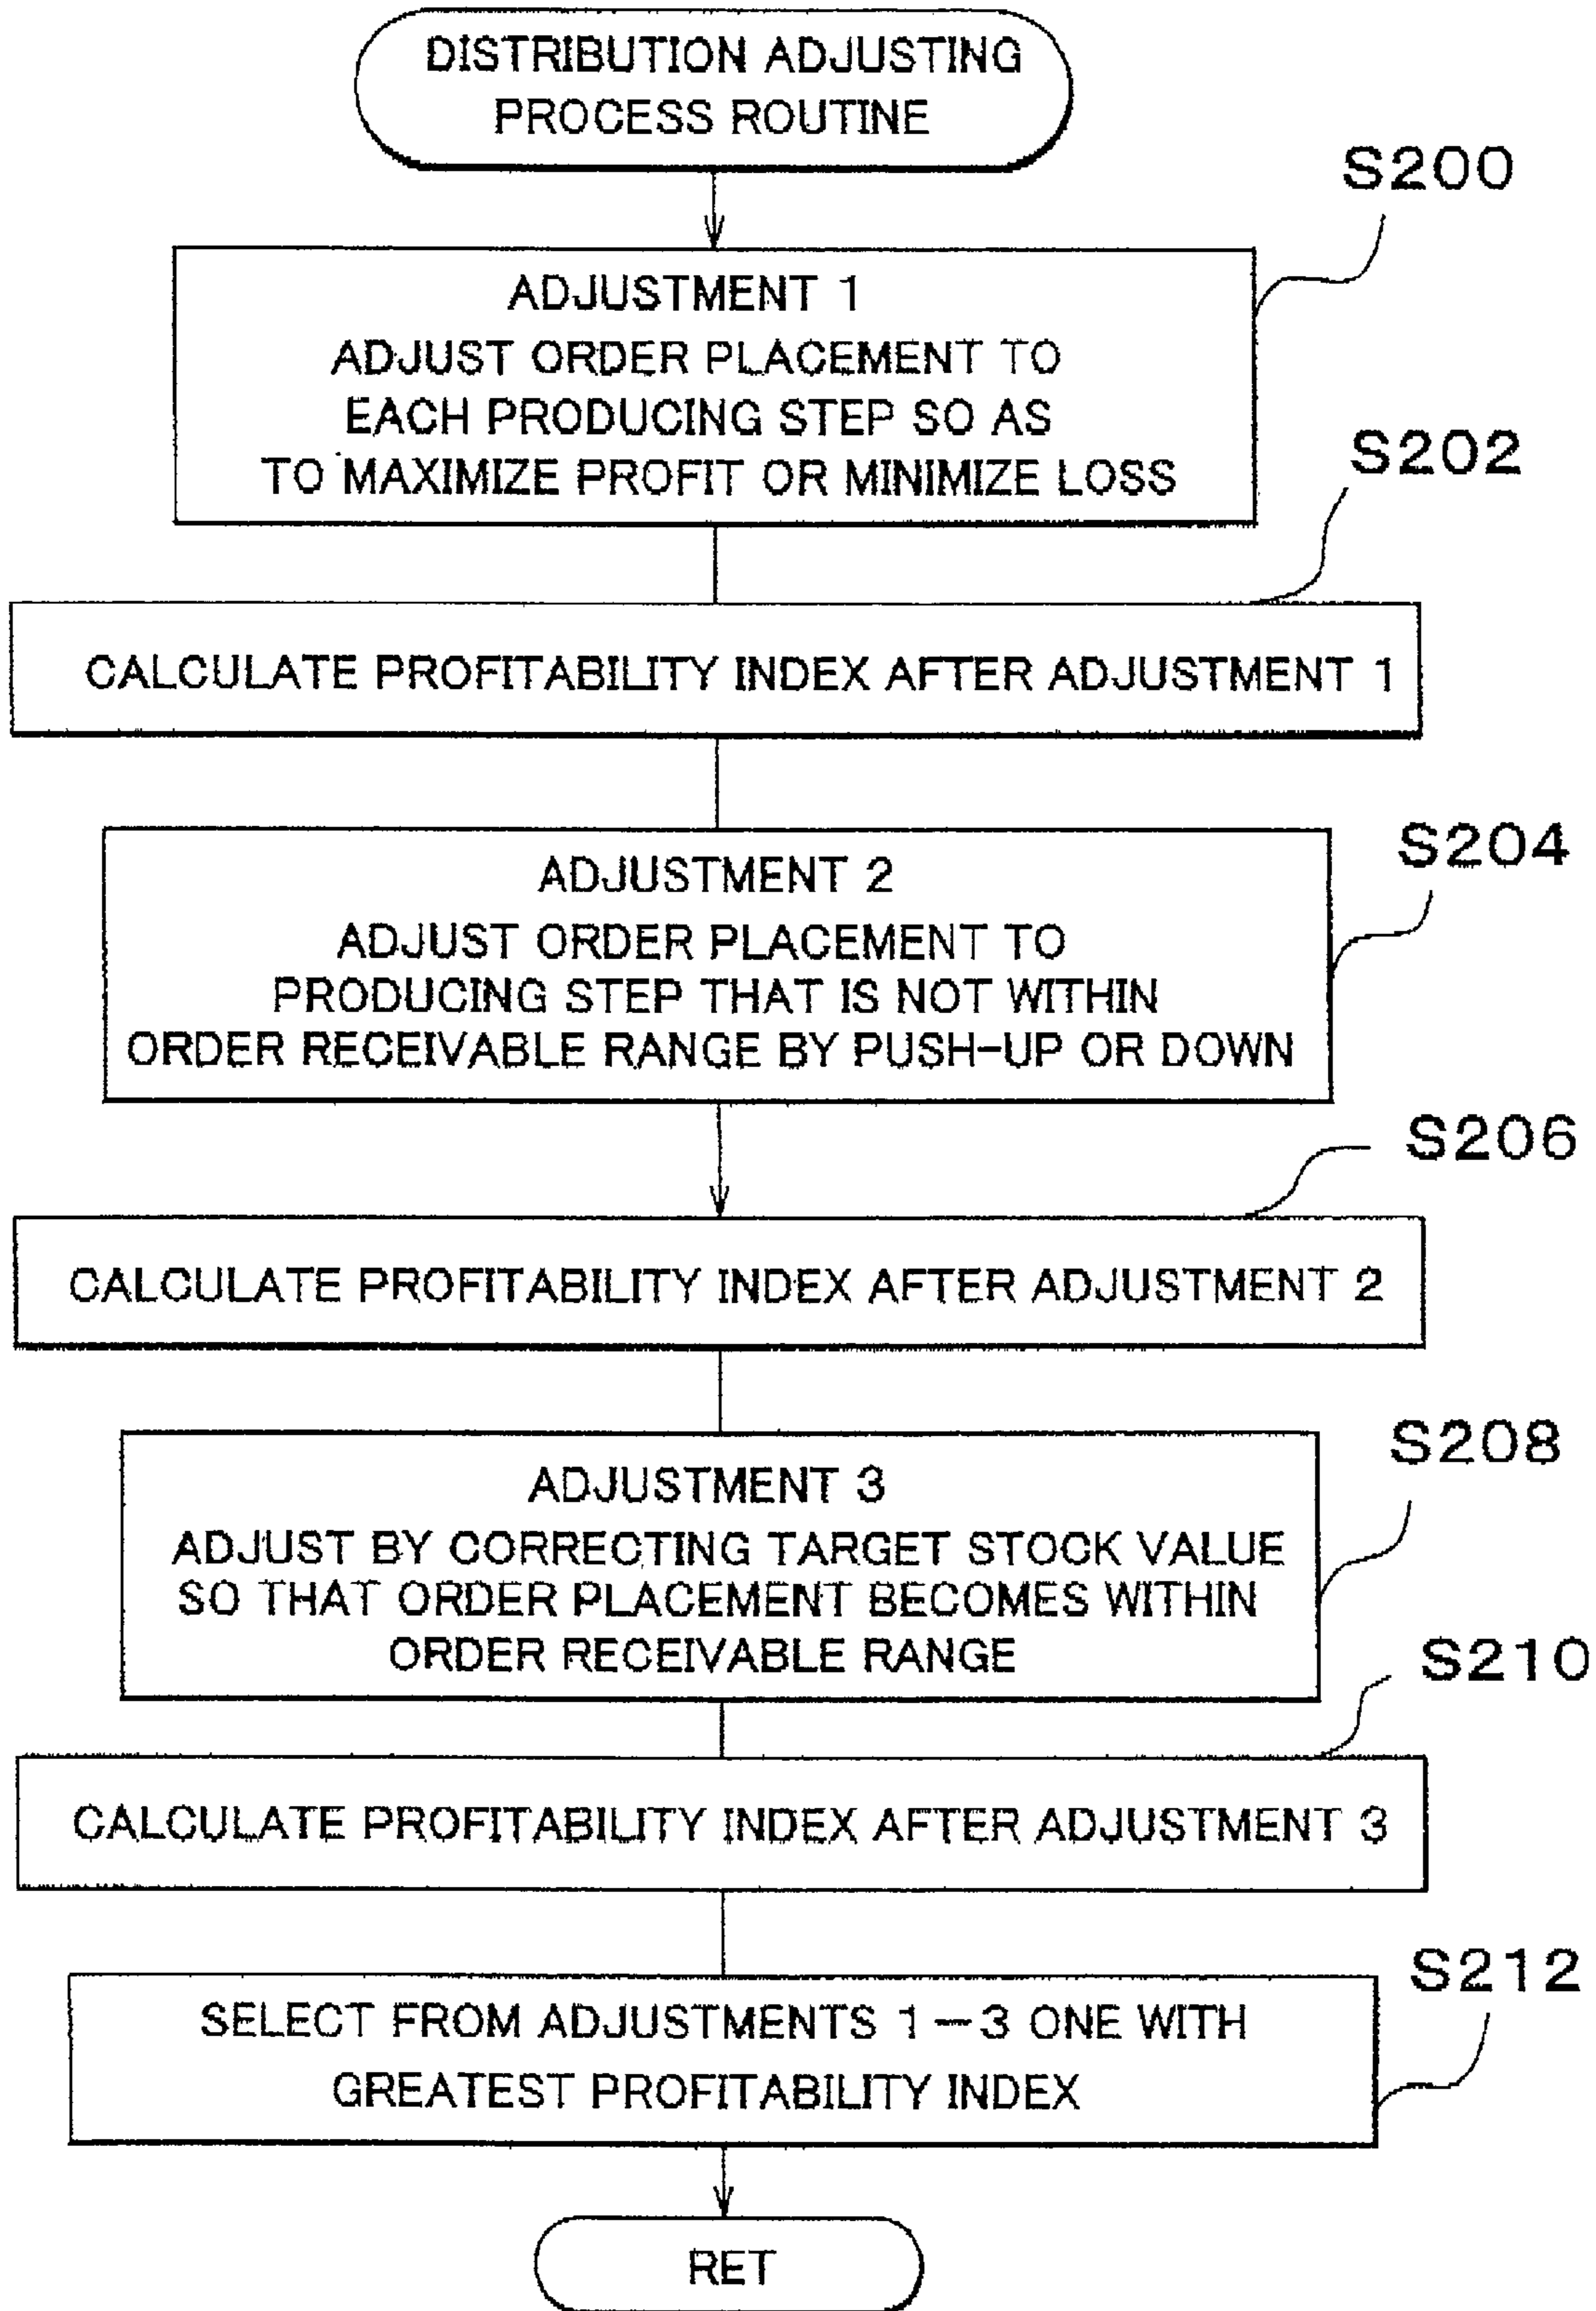 DISTRIBUTION ADJUSTING
PROCESS ROUTINE
S200
ADJUSTMENT 1
ADJUST ORDER PLACEMENT TO
EACH PRODUCING STEP SO AS
TO MAXIMIZE PROFIT OR MINIMIZE LOSS
S202
CALCULATE PROFITABILITY INDEX AFTER ADJUSTMENT 1
S204
ADJUSTMENT 2
ADJUST ORDER PLACEMENT TO
PRODUCING STEP THAT IS NOT WITHIN
ORDER RECEIVABLE RANGE BY PUSH-UP OR DOWN
S206
CALCULATE PROFITABILITY INDEX AFTER ADJUSTMENT 2
S208
ADJUSTMENT 3
ADJUST BY CORRECTING TARGET STOCK VALUE
SO THAT ORDER PLACEMENT BECOMES WITHIN
ORDER RECEIVABLE RANGE
S210
CALCULATE PROFITABILITY INDEX AFTER ADJUSTMENT 3
S212
SELECT FROM ADJUSTMENTS 1-3 ONE WITH
GREATEST PROFITABILITY INDEX
RET